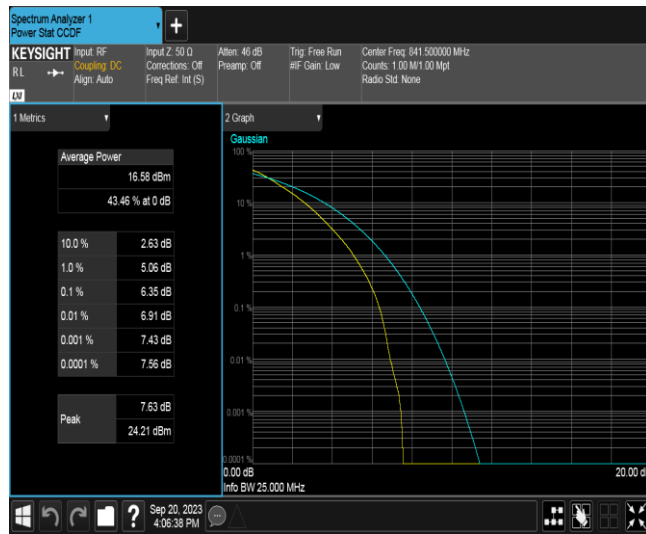 Spectrum Analyzer 1
Power Stat CCDF
+
KEYSIGHT
Input: RF
Coupling: DC
Align: Auto
Input Z: 50 Ω
Corrections: Off
Freq Ref: Int (S)
Atten: 46 dB
Preamp: Off
Trig: Free Run
#IF Gain: Low
Center Freq: 841.500000 MHz
Counts: 1.00 M/1.00 Mpt
Radio Std: None
RL
LXI
1 Metrics
Average Power
16.58 dBm
43.46 % at 0 dB
10.0 % 2.63 dB
1.0 % 5.06 dB
0.1 % 6.35 dB
0.01 % 6.91 dB
0.001 % 7.43 dB
0.0001 % 7.56 dB
Peak
7.63 dB
24.21 dBm
2 Graph
Gaussian
100 %
10 %
1 %
0.1 %
0.01 %
0.001 %
0.0001 %
0.00 dB
20.00 d
Info BW 25.000 MHz
?
Sep 20, 2023
4:06:38 PM